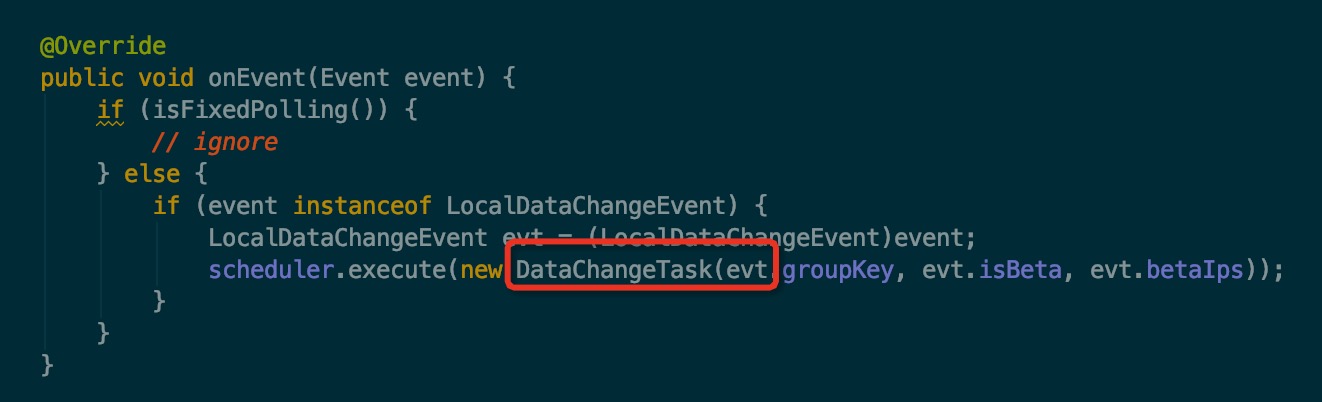 @Override
public void onEvent(Event event) {
    if (isFixedPolling()) {
        // ignore
    } else {
        if (event instanceof LocalDataChangeEvent) {
            LocalDataChangeEvent evt = (LocalDataChangeEvent)event;
            scheduler.execute(new DataChangeTask(evt.groupKey, evt.isBeta, evt.betaIps));
        }
    }
}